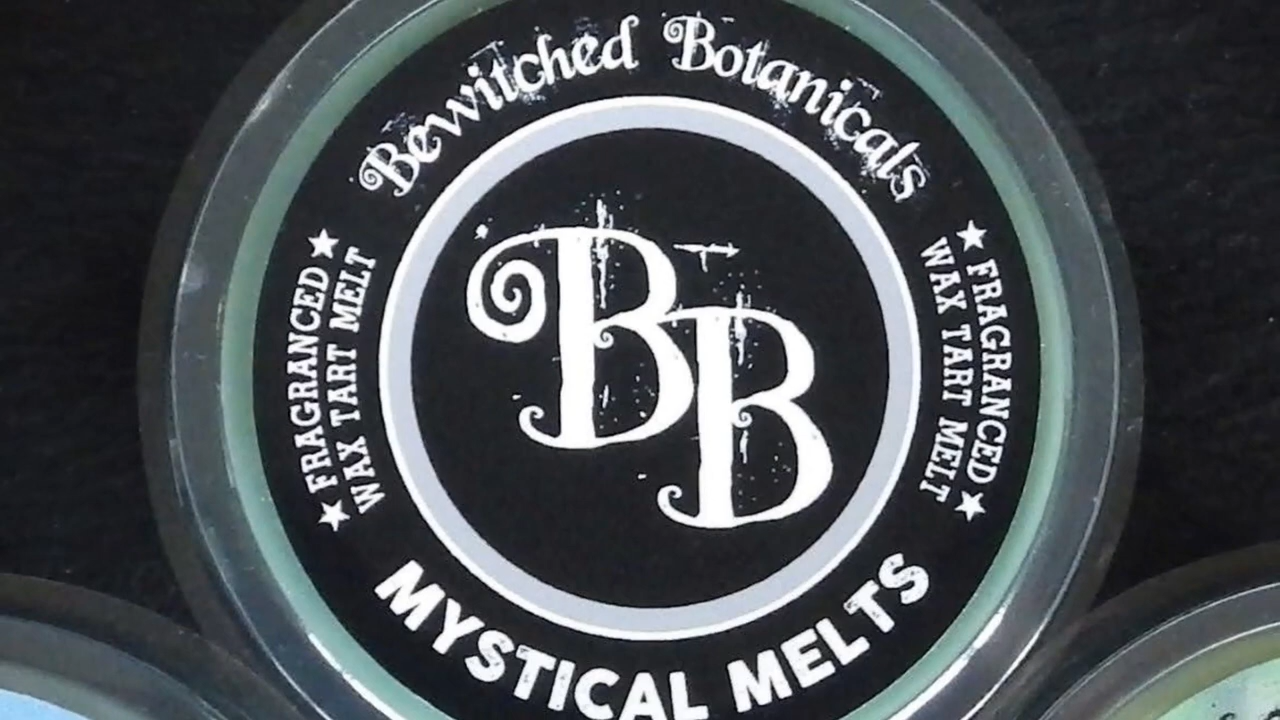 Bewitched Botanicals
★ FRAGRANCED ★
WAX TART MELT
BB
★ FRAGRANCED ★
WAX TART MELT
MYSTICAL MELTS